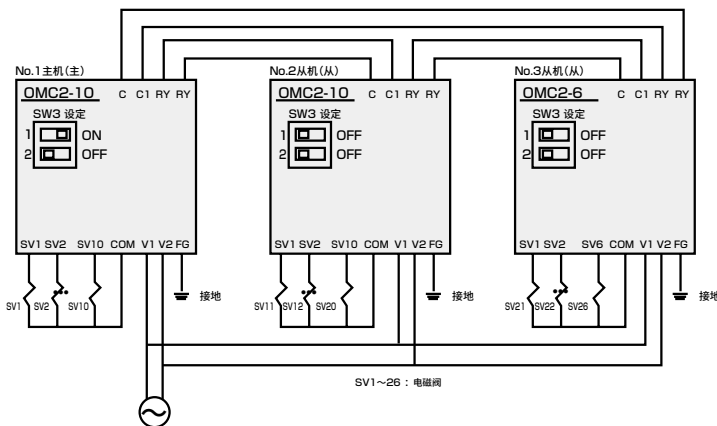 No.1主机(主) No.2从机(从) No.3从机(从)
OMC2-10 C C1 RY RY OMC2-10 C C1 RY RY OMC2-6 C C1 RY RY
SW3 设定 SW3 设定 SW3 设定
1 ON 1 OFF 1 OFF
2 OFF 2 OFF 2 OFF
SV1 SV2 SV10 COM V1 V2 FG SV1 SV2 SV10 COM V1 V2 FG SV1 SV2 SV6 COM V1 V2 FG
SV1 SV2 SV10 接地 SV11 SV12 SV20 接地 SV21 SV22 SV26 接地
SV1～26 : 电磁阀